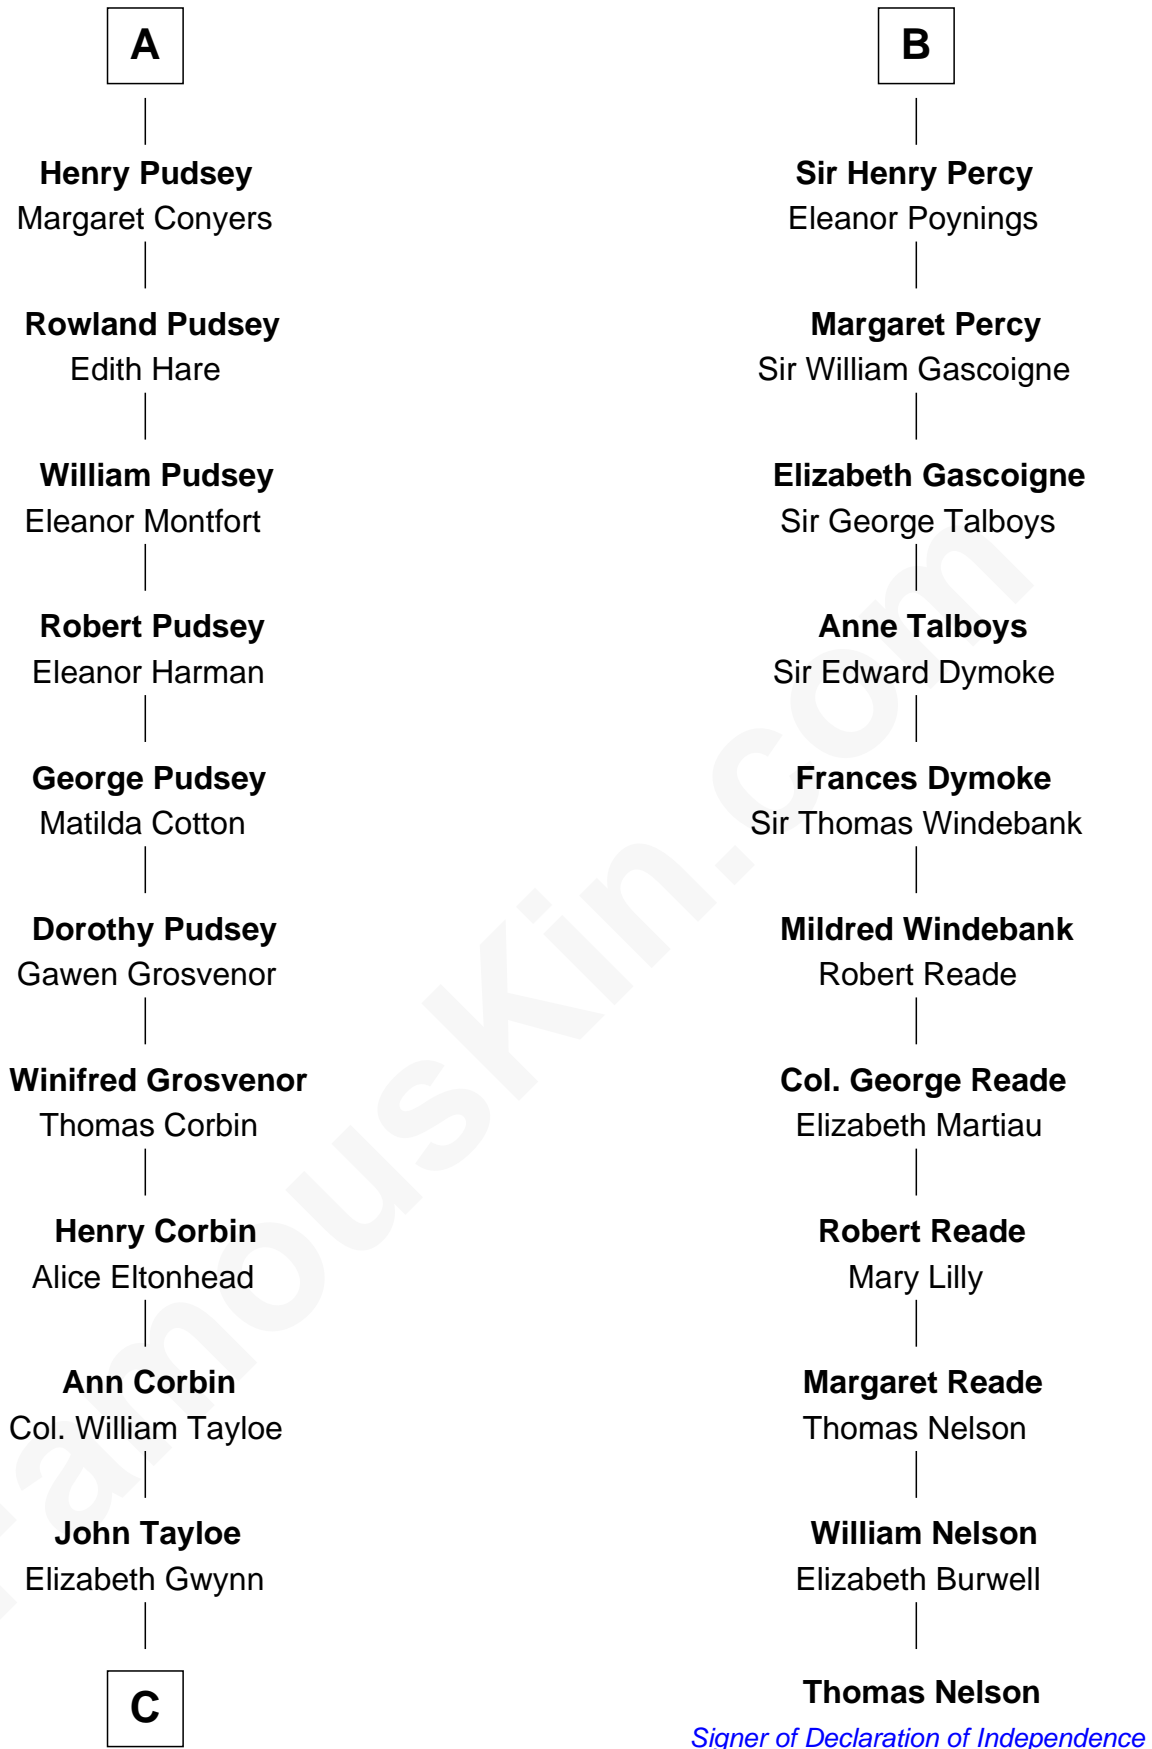 A
Henry Pudsey
Margaret Conyers
Rowland Pudsey
Edith Hare
William Pudsey
Eleanor Montfort
Robert Pudsey
Eleanor Harman
George Pudsey
Matilda Cotton
Dorothy Pudsey
Gawen Grosvenor
Winifred Grosvenor
Thomas Corbin
Henry Corbin
Alice Eltonhead
Ann Corbin
Col. William Tayloe
John Tayloe
Elizabeth Gwynn
C
B
Sir Henry Percy
Eleanor Poynings
Margaret Percy
Sir William Gascoigne
Elizabeth Gascoigne
Sir George Talboys
Anne Talboys
Sir Edward Dymoke
Frances Dymoke
Sir Thomas Windebank
Mildred Windebank
Robert Reade
Col. George Reade
Elizabeth Martiau
Robert Reade
Mary Lilly
Margaret Reade
Thomas Nelson
William Nelson
Elizabeth Burwell
Thomas Nelson
Signer of Declaration of Independence
FamousKin.com